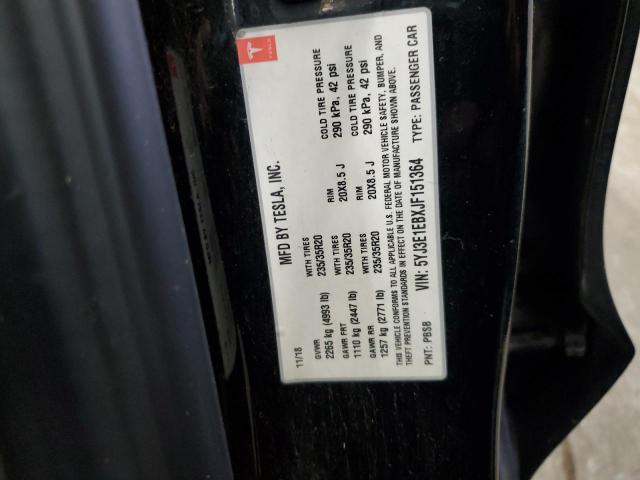 TESLA
MFD BY TESLA, INC.
11/18
GVWR WITH TIRES RIM COLD TIRE PRESSURE
2265 kg (4993 lb) 235/35R20 20X8.5 J 290 kPa, 42 psi
GAWR FRT WITH TIRES RIM COLD TIRE PRESSURE
1110 kg (2447 lb) 235/35R20 20X8.5 J 290 kPa, 42 psi
GAWR RR WITH TIRES
1257 kg (2771 lb) 235/35R20
THIS VEHICLE CONFORMS TO ALL APPLICABLE U.S. FEDERAL MOTOR VEHICLE SAFETY, BUMPER, AND
THEFT PREVENTION STANDARDS IN EFFECT ON THE DATE OF MANUFACTURE SHOWN ABOVE.
PNT: PBSB VIN: 5YJ3E1EBXJF151364 TYPE: PASSENGER CAR